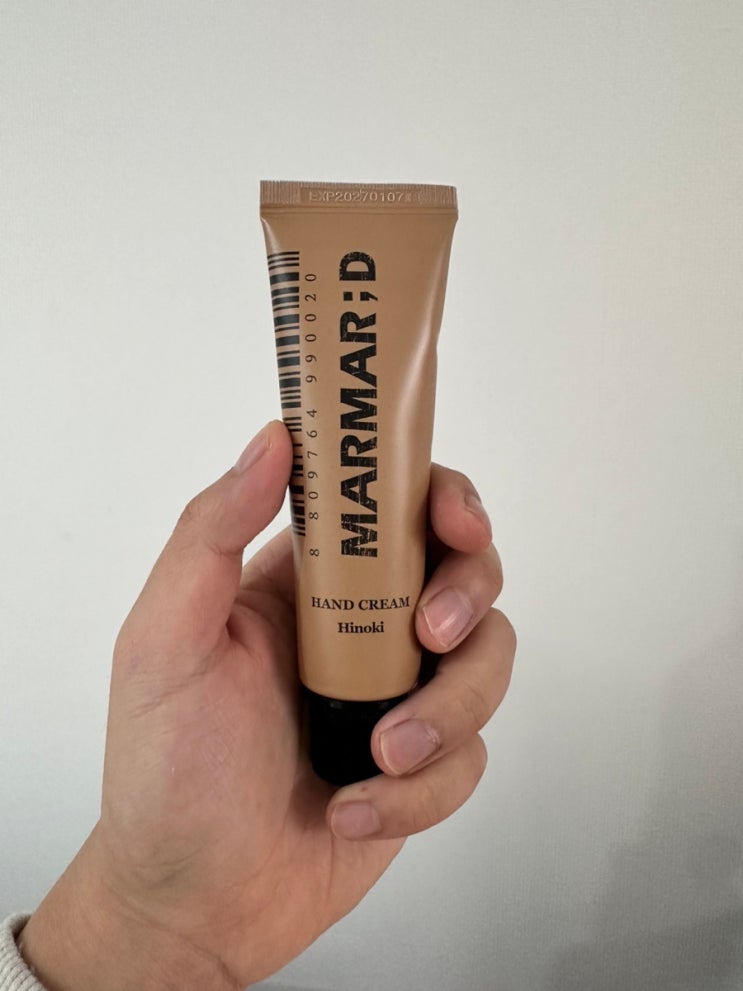 EXP20270107
MARMAR;D
8 809764 990020
HAND CREAM
Hinoki